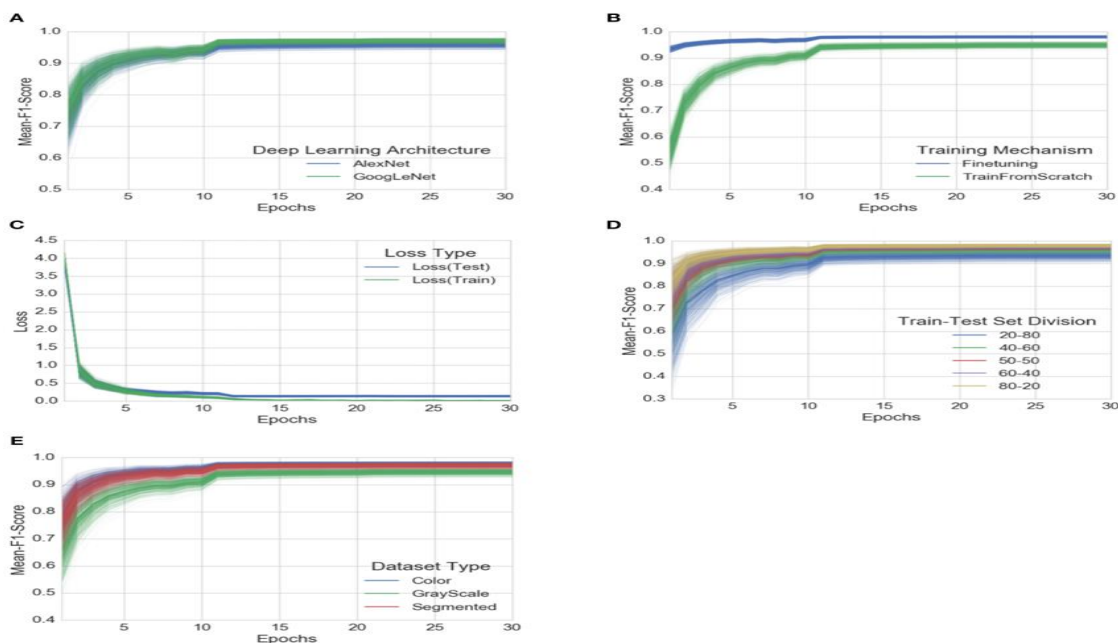 A
1.0
0.9
0.8
0.7
0.6
0.5
Mean-F1-Score
Deep Learning Architecture
AlexNet
GoogLeNet
5 10 15 20 25 30
Epochs
B
1.0
0.9
0.8
0.7
0.6
0.5
0.4
Mean-F1-Score
Training Mechanism
Finetuning
TrainFromScratch
5 10 15 20 25 30
Epochs
C
4.5
4.0
3.5
3.0
2.5
2.0
1.5
1.0
0.5
0.0
Loss
Loss Type
Loss(Test)
Loss(Train)
5 10 15 20 25 30
Epochs
D
1.0
0.9
0.8
0.7
0.6
0.5
0.4
0.3
Mean-F1-Score
Train-Test Set Division
20-80
40-60
50-50
60-40
80-20
5 10 15 20 25 30
Epochs
E
1.0
0.9
0.8
0.7
0.6
0.5
0.4
Mean-F1-Score
Dataset Type
Color
GrayScale
Segmented
5 10 15 20 25 30
Epochs